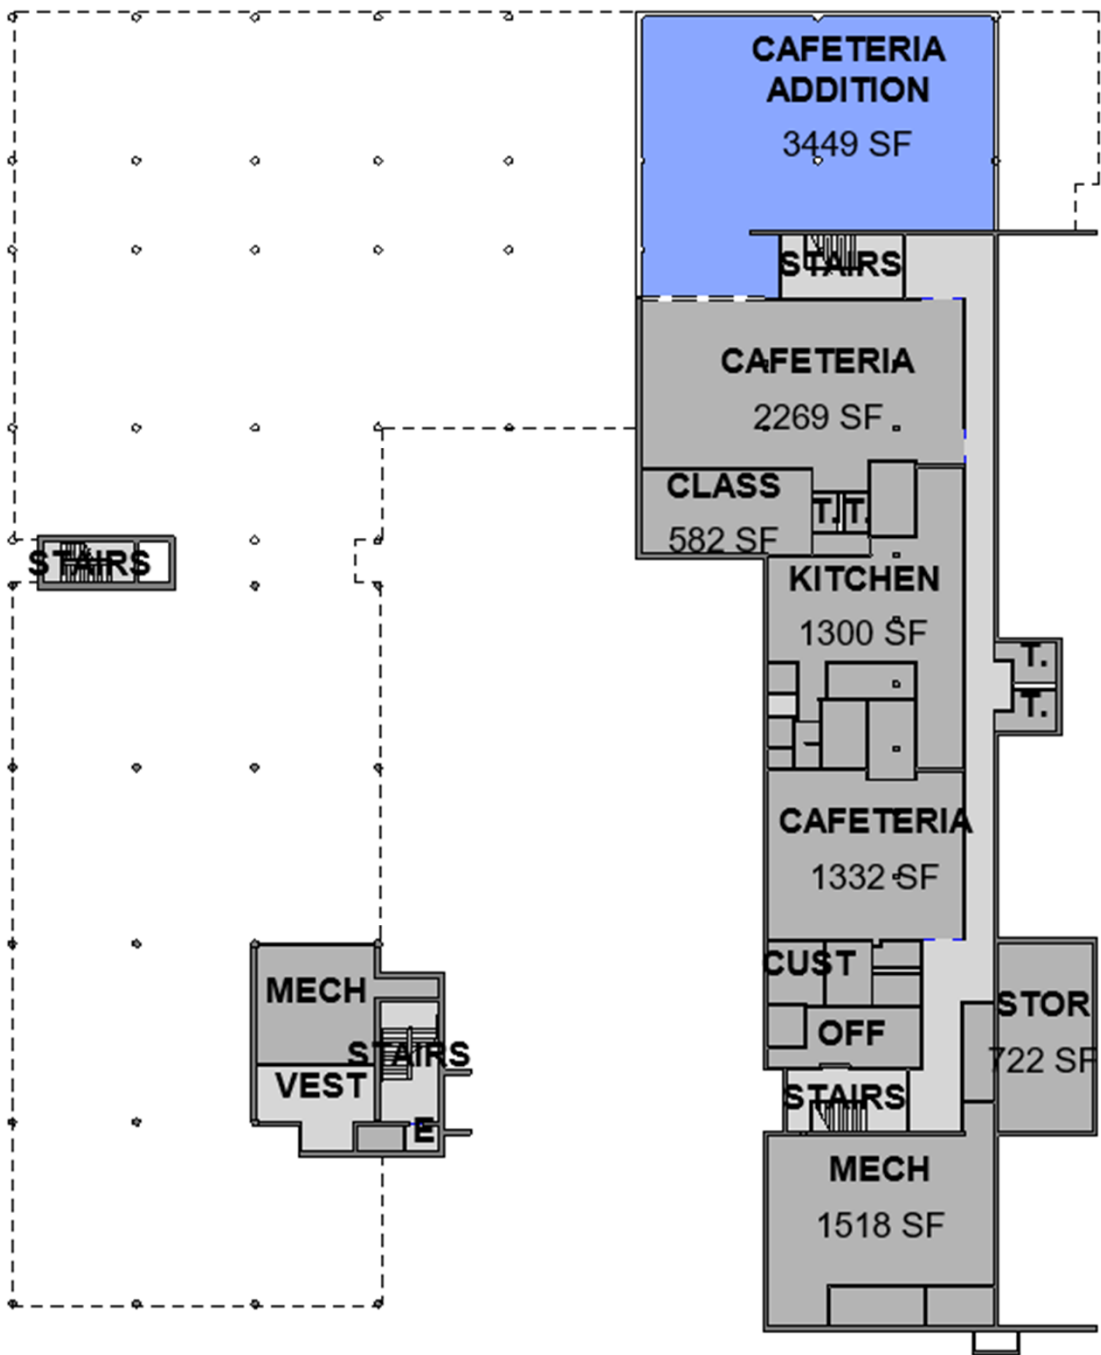 CAFETERIA
ADDITION
3449 SF
STAIRS
CAFETERIA
2269 SF
CLASS
582 SF
T. T.
STAIRS
KITCHEN
1300 SF
T.
T.
CAFETERIA
1332 SF
CUST
MECH
STOR
722 SF
OFF
STAIRS
VEST
STAIRS
E
MECH
1518 SF